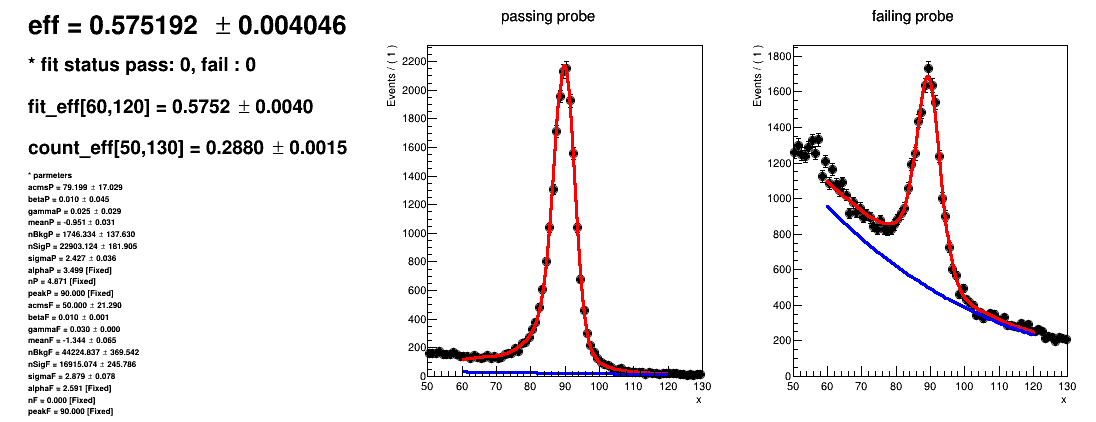 eff = 0.575192 ± 0.004046
* fit status pass: 0, fail : 0
fit_eff[60,120] = 0.5752 ± 0.0040
count_eff[50,130] = 0.2880 ± 0.0015
* parmeters
acmsP = 79.199 ± 17.029
betaP = 0.010 ± 0.045
gammaP = 0.025 ± 0.029
meanP = -0.951 ± 0.031
nBkgP = 1746.334 ± 137.630
nSigP = 22903.124 ± 181.905
sigmaP = 2.427 ± 0.036
alphaP = 3.499 [Fixed]
nP = 4.871 [Fixed]
peakP = 90.000 [Fixed]
acmsF = 50.000 ± 21.290
betaF = 0.010 ± 0.001
gammaF = 0.030 ± 0.000
meanF = -1.344 ± 0.065
nBkgF = 44224.837 ± 369.542
nSigF = 16915.074 ± 245.786
sigmaF = 2.879 ± 0.078
alphaF = 2.591 [Fixed]
nF = 0.000 [Fixed]
peakF = 90.000 [Fixed]
passing probe
Events / ( 1 )
2200
2000
1800
1600
1400
1200
1000
800
600
400
200
0
50 60 70 80 90 100 110 120 130
x
failing probe
Events / ( 1 )
1800
1600
1400
1200
1000
800
600
400
200
0
50 60 70 80 90 100 110 120 130
x